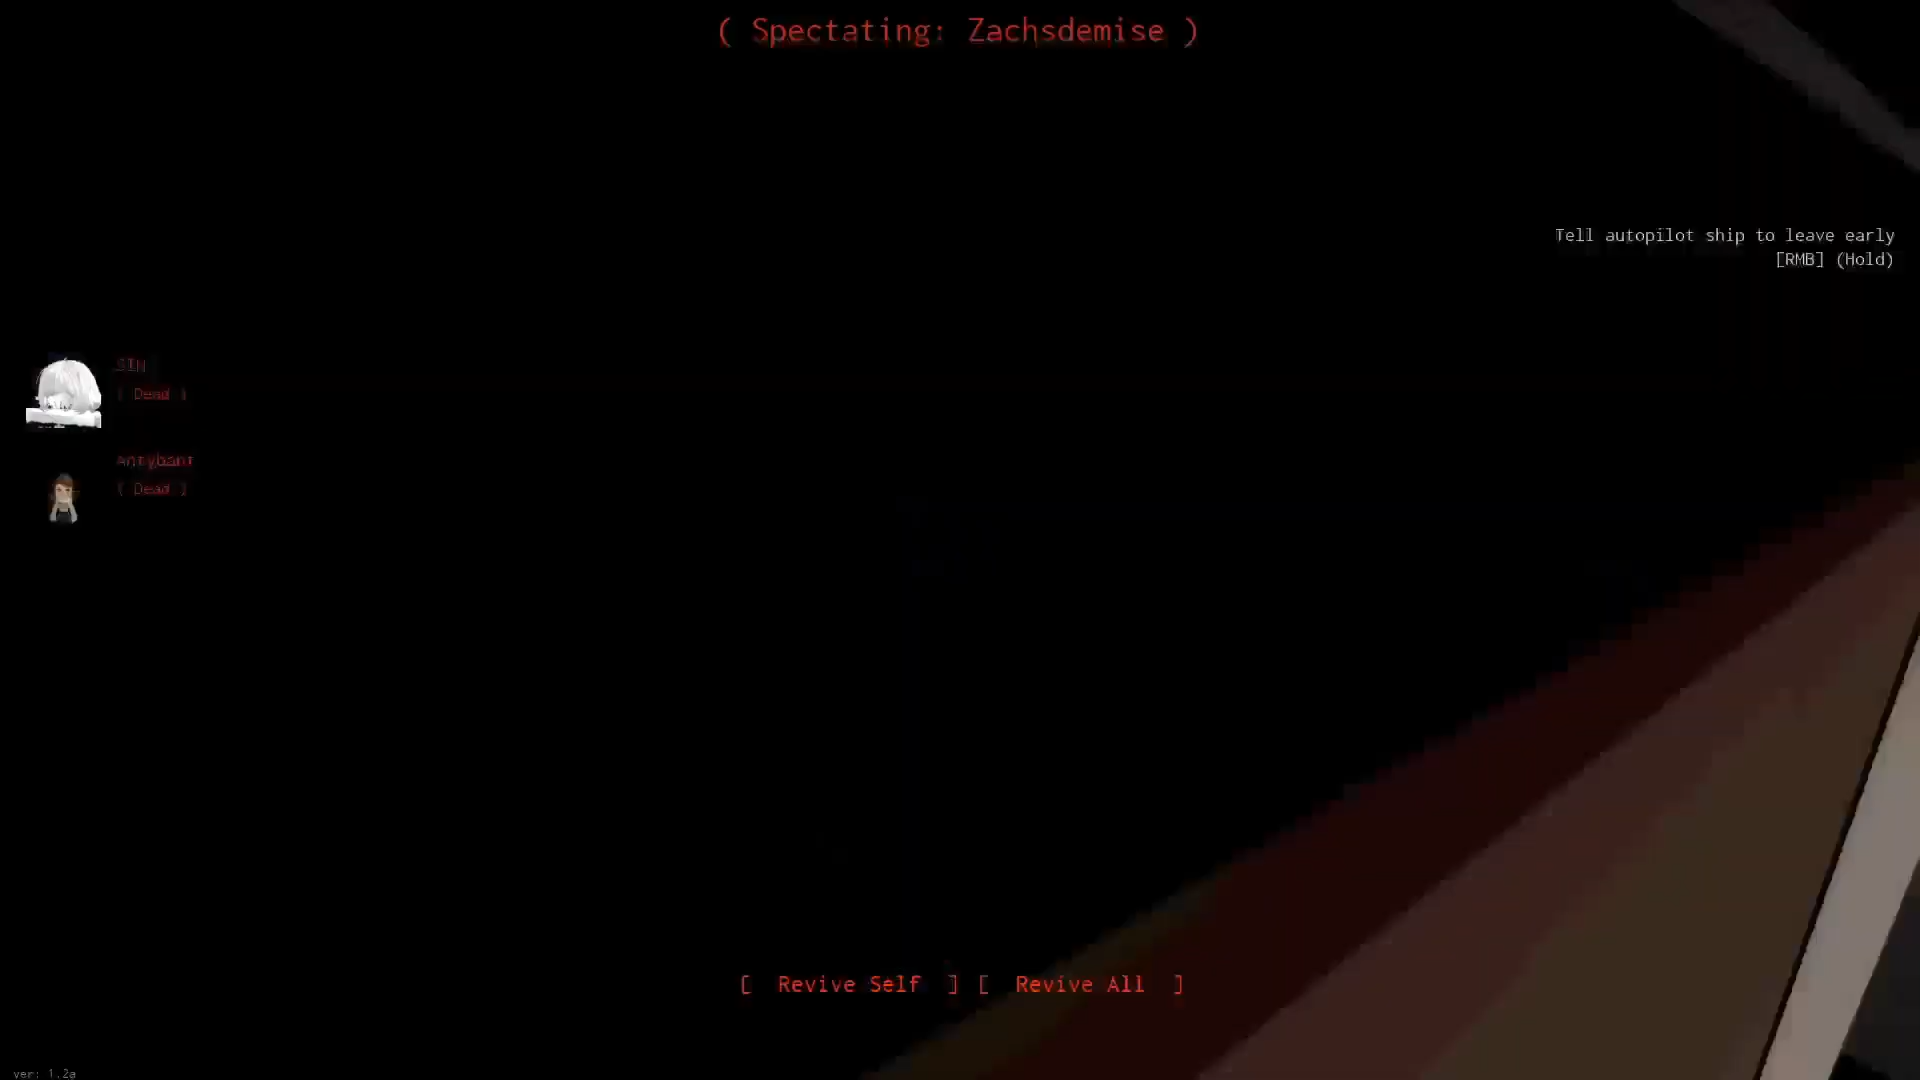 ( Spectating: Zachsdemise )
Tell autopilot ship to leave early
[RMB] (Hold)
SIN
( Dead )
( Dead )
[ Revive Self ] [ Revive All ]
ver: 1.2a